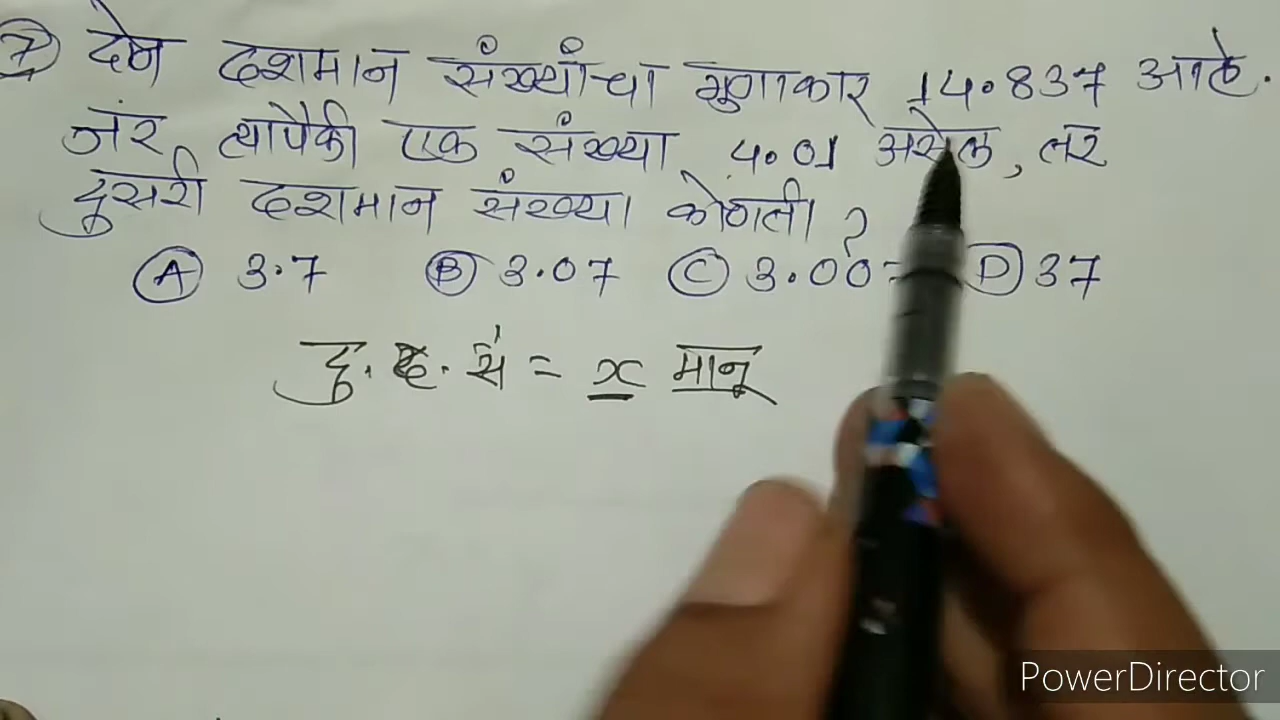 7 दोन दशमान संख्यांचा गुणाकार 14.837 आहे.
जर त्यापैकी एक संख्या 4.01 असेल, तर
दुसरी दशमान संख्या कोणती ?
A 3.7 B 3.07 C 3.007 D 37
दु. द. सं = x मानू
PowerDirector